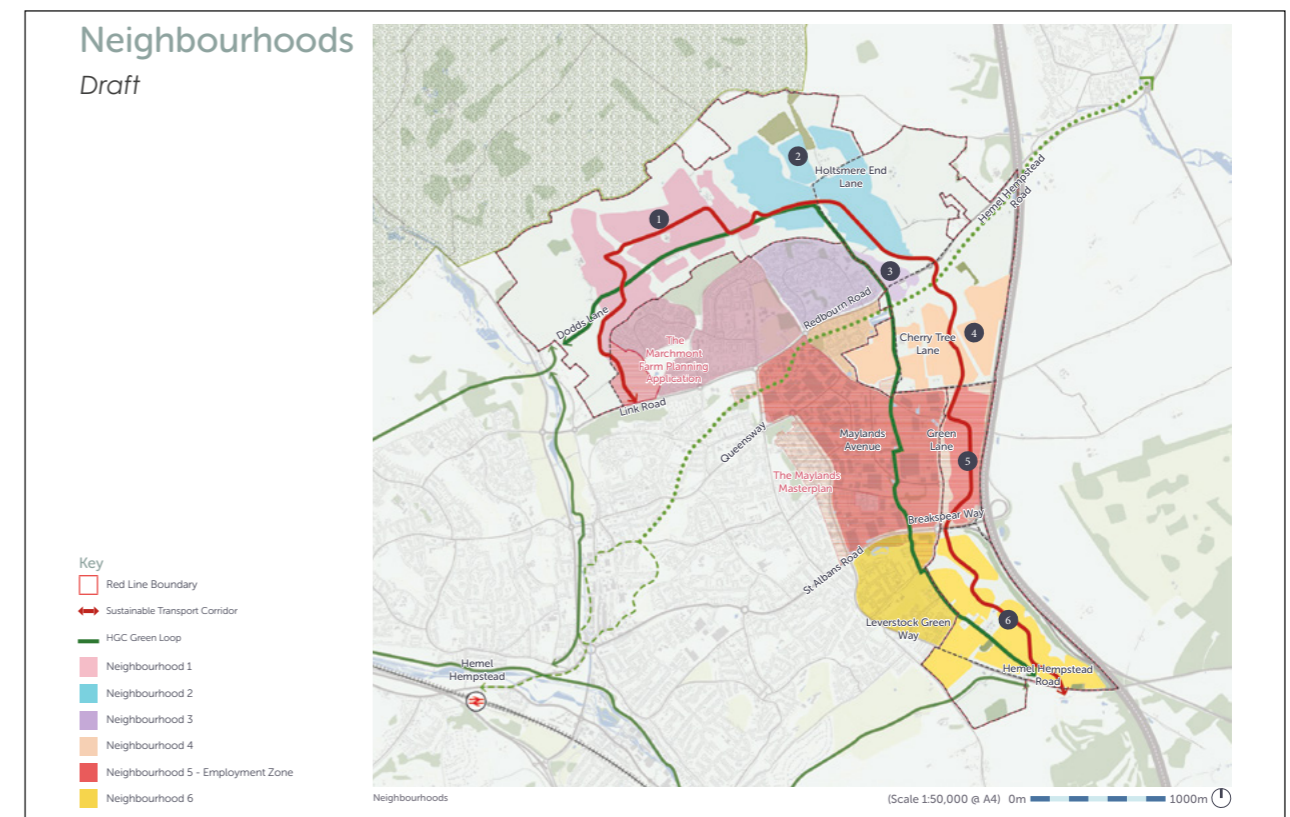 Neighbourhoods
Draft
2
Holtsmere End
Lane
Hemel Hempstead
Road
1
3
Redbourn Road
Dodds Lane
Cherry Tree
Lane
4
The
Marchmont
Farm Planning
Application
Link Road
Queensway
Maylands
Avenue
Green
Lane
5
The Maylands
Masterplan
Breakspear Way
St Albans Road
Leverstock Green
Way
6
Hemel
Hempstead
Hemel Hempstead
Road
Key
Red Line Boundary
Sustainable Transport Corridor
HGC Green Loop
Neighbourhood 1
Neighbourhood 2
Neighbourhood 3
Neighbourhood 4
Neighbourhood 5 - Employment Zone
Neighbourhood 6
Neighbourhoods
(Scale 1:50,000 @ A4) 0m 1000m